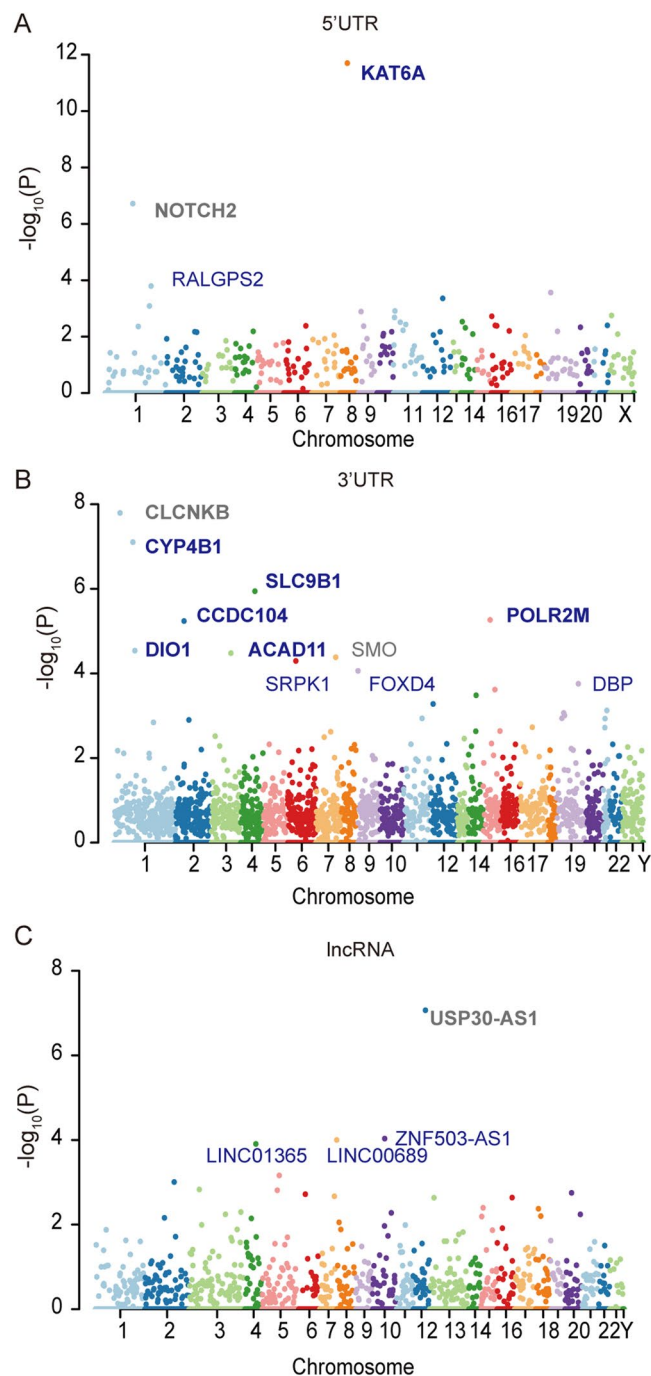 A
5'UTR
12
10
8
6
4
2
0
-log10(P)
KAT6A
NOTCH2
RALGPS2
1 2 3 4 5 6 7 8 9 11 12 14 16 17 19 20 X
Chromosome
B
3'UTR
8
6
4
2
0
-log10(P)
CLCNKB
CYP4B1
SLC9B1
CCDC104 POLR2M
DIO1 ACAD11 SMO
SRPK1 FOXD4 DBP
1 2 3 4 5 6 7 8 9 10 12 14 16 17 19 22 Y
Chromosome
C
lncRNA
8
6
4
2
0
-log10(P)
USP30-AS1
ZNF503-AS1
LINC01365 LINC00689
1 2 3 4 5 6 7 8 9 10 12 13 14 16 18 20 22 Y
Chromosome